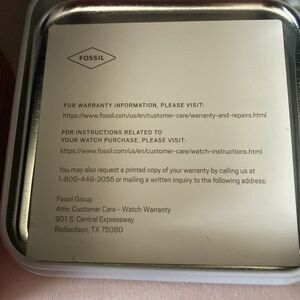 FOSSIL
FOR WARRANTY INFORMATION, PLEASE VISIT:
https://www.fossil.com/us/en/customer-care/warranty-and-repairs.html
FOR INSTRUCTIONS RELATED TO
YOUR WATCH PURCHASE, PLEASE VISIT:
https://www.fossil.com/us/en/customer-care/watch-instructions.html
You may also request a printed copy of your warranty by calling us at
1-800-449-3056 or mailing a written inquiry to the following address:
Fossil Group
Attn: Customer Care - Watch Warranty
901 S. Central Expressway
Richardson, TX 75080